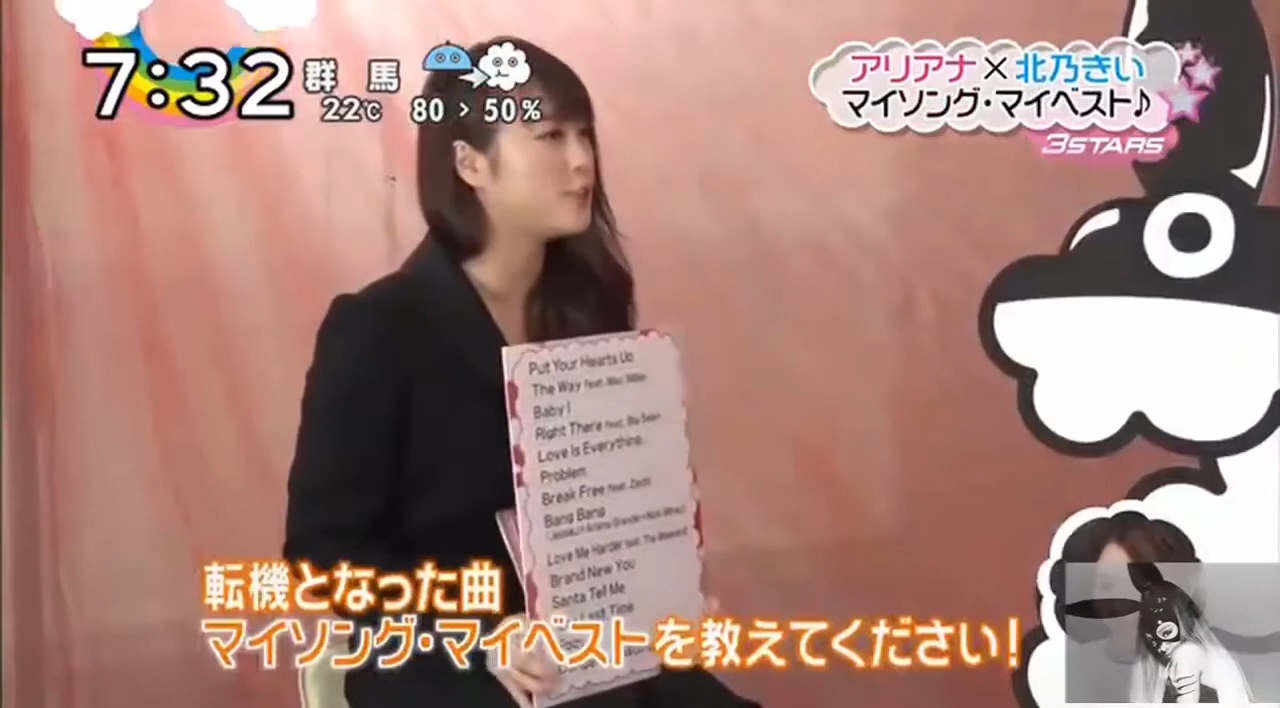 7:32
群馬
22℃ 80 > 50%
アリアナ×北乃きい
マイソング・マイベスト♪
3STARS
Put Your Hearts Up
The Way feat. Mac Miller
Baby I
Right There feat. Big Sean
Love Is Everything
Problem
Break Free feat. Zedd
Bang Bang
Love Me Harder feat. The Weeknd
Brand New You
Santa Tell Me
Last Time
転機となった曲
マイソング・マイベストを教えてください!